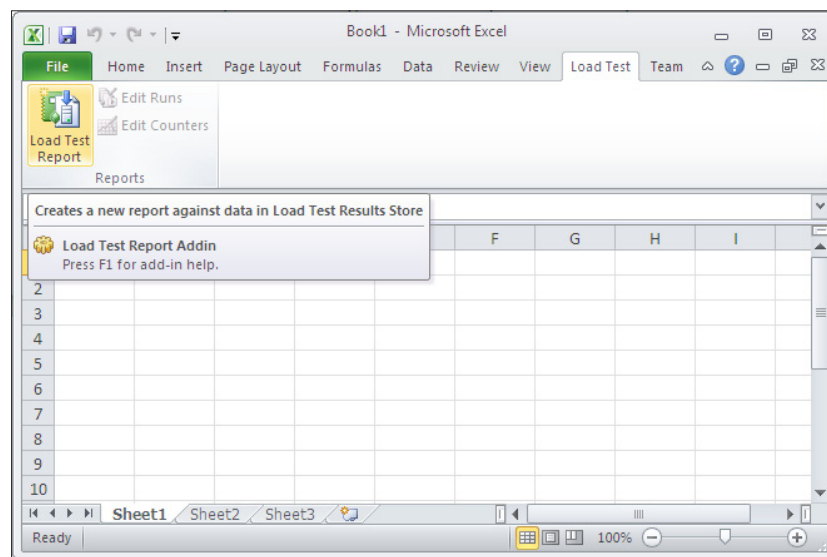 Book1 - Microsoft Excel
File Home Insert Page Layout Formulas Data Review View Load Test Team
Load Test
Report
Edit Runs
Edit Counters
Reports
Creates a new report against data in Load Test Results Store
Load Test Report Addin
Press F1 for add-in help.
F G H I
2
3
4
5
6
7
8
9
10
Sheet1 Sheet2 Sheet3
Ready 100%